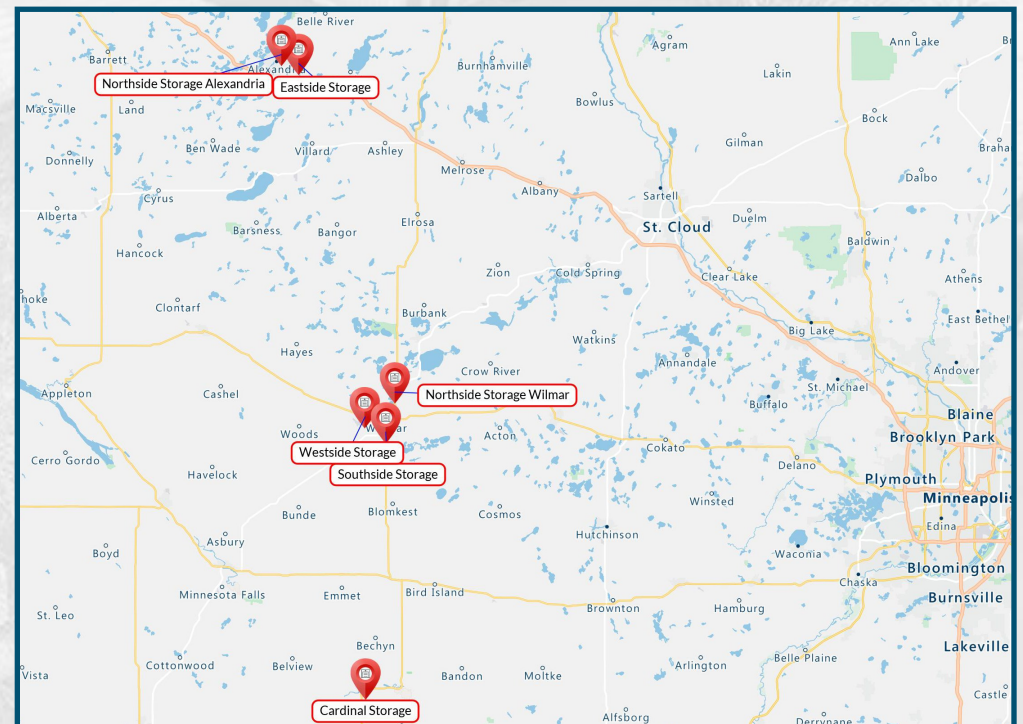 Belle River
Agram
Ann Lake
Barrett
Burnhamville
Lakin
Alexandria
Northside Storage Alexandria
Eastside Storage
Macsville
Land
Bowlus
Bock
Gilman
Braha
Ben Wade
Villard
Ashley
Donnelly
Melrose
Dalbo
Cyrus
Albany
Sartell
Alberta
Barsness
Bangor
Elrosa
St. Cloud
Duelm
Baldwin
Hancock
Zion
Cold Spring
Clear Lake
Athens
hoke
Clontarf
Burbank
East Bethel
Big Lake
Watkins
Hayes
Crow River
Annandale
Andover
Appleton
Cashel
Northside Storage Wilmar
St. Michael
Buffalo
Blaine
Woods
Acton
Brooklyn Park
Westside Storage
Cokato
Cerro Gordo
Havelock
Southside Storage
Delano
Plymouth
Winsted
Minneapolis
Bunde
Blomkest
Cosmos
Edina
Hutchinson
Asbury
Boyd
Waconia
Bloomington
Chaska
Minnesota Falls
Emmet
Bird Island
Burnsville
St. Leo
Brownton
Hamburg
Bechyn
Lakeville
Vista
Cottonwood
Belview
Bandon
Moltke
Arlington
Belle Plaine
Castle
Cardinal Storage
Alfsborg
Derrynane